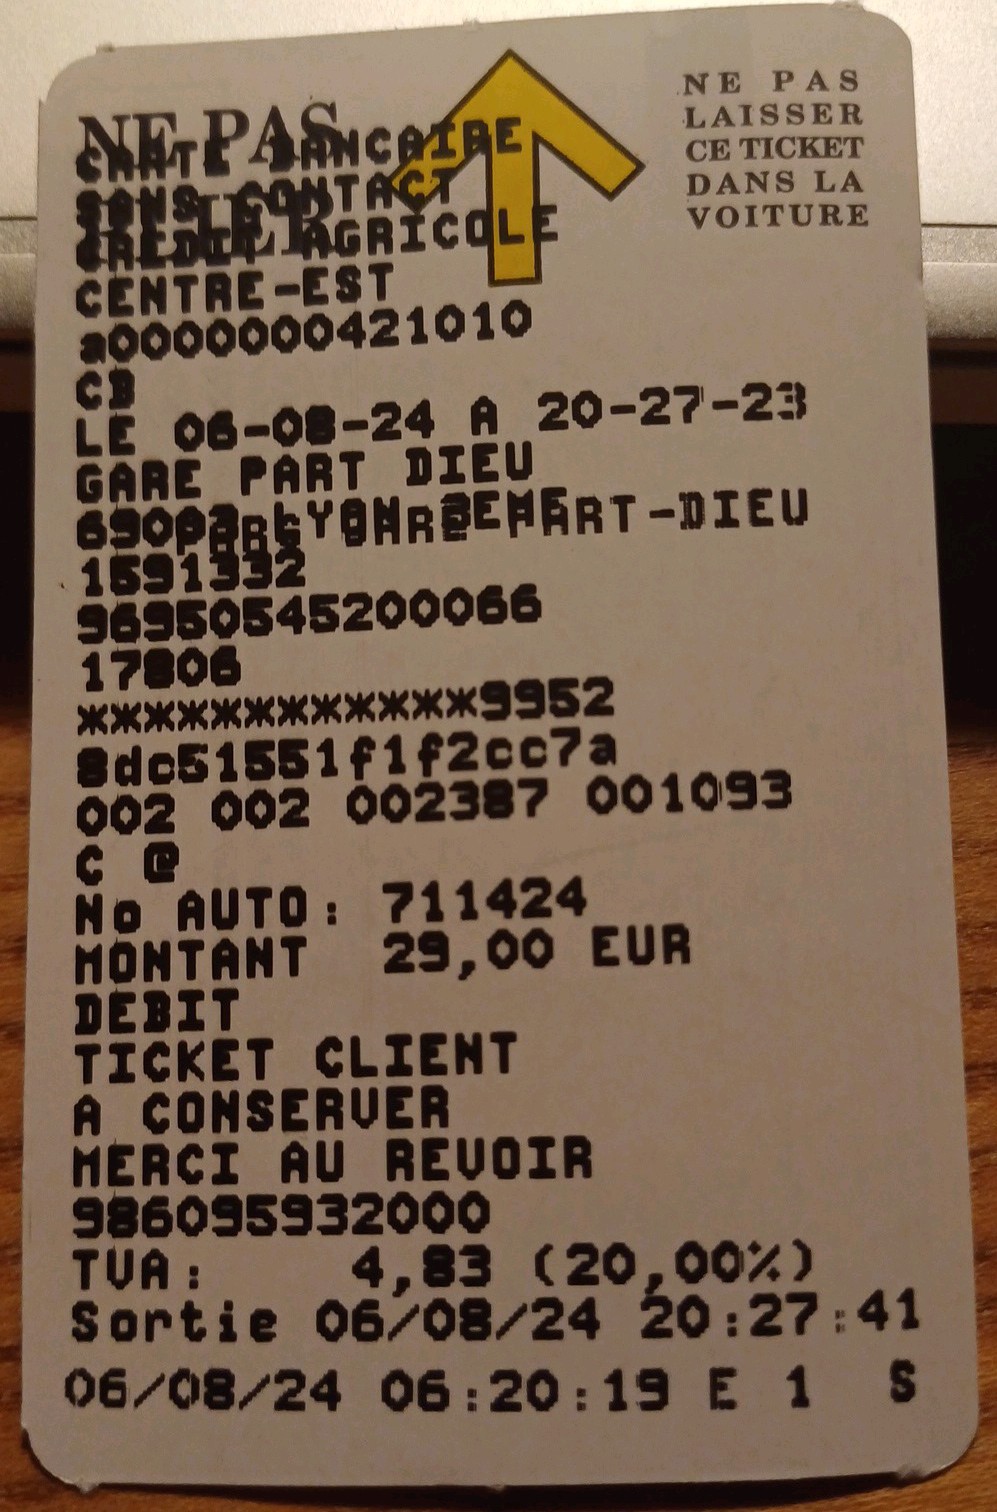 NE PAS
PLIER
NE PAS
LAISSER
CE TICKET
DANS LA
VOITURE
CARTE BANCAIRE
SANS CONTACT
CREDIT AGRICOLE
CENTRE-EST
a0000000421010
CB
LE 06-08-24 A 20-27-23
GARE PART DIEU
69003 LYON 3EME
PART-DIEU
1591332
96950545200066
17806
************9952
8dc51551f1f2cc7a
002 002 002387 001093
C @
No AUTO: 711424
MONTANT 29,00 EUR
DEBIT
TICKET CLIENT
A CONSERVER
MERCI AU REVOIR
986095932000
TVA: 4,83 (20,00%)
Sortie 06/08/24 20:27:41
06/08/24 06:20:19 E 1 S